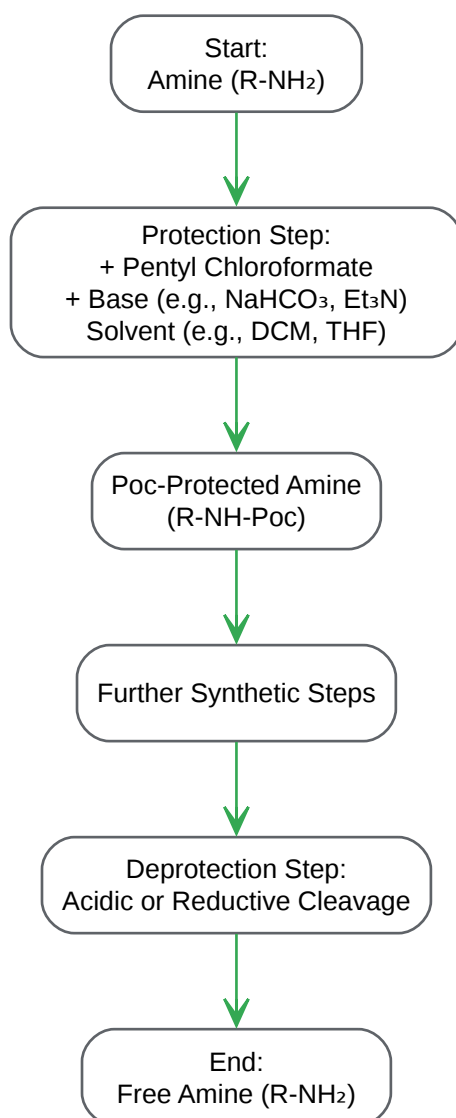 Start:
Amine (R-NH₂)
Protection Step:
+ Pentyl Chloroformate
+ Base (e.g., NaHCO₃, Et₃N)
Solvent (e.g., DCM, THF)
Poc-Protected Amine
(R-NH-Poc)
Further Synthetic Steps
Deprotection Step:
Acidic or Reductive Cleavage
End:
Free Amine (R-NH₂)